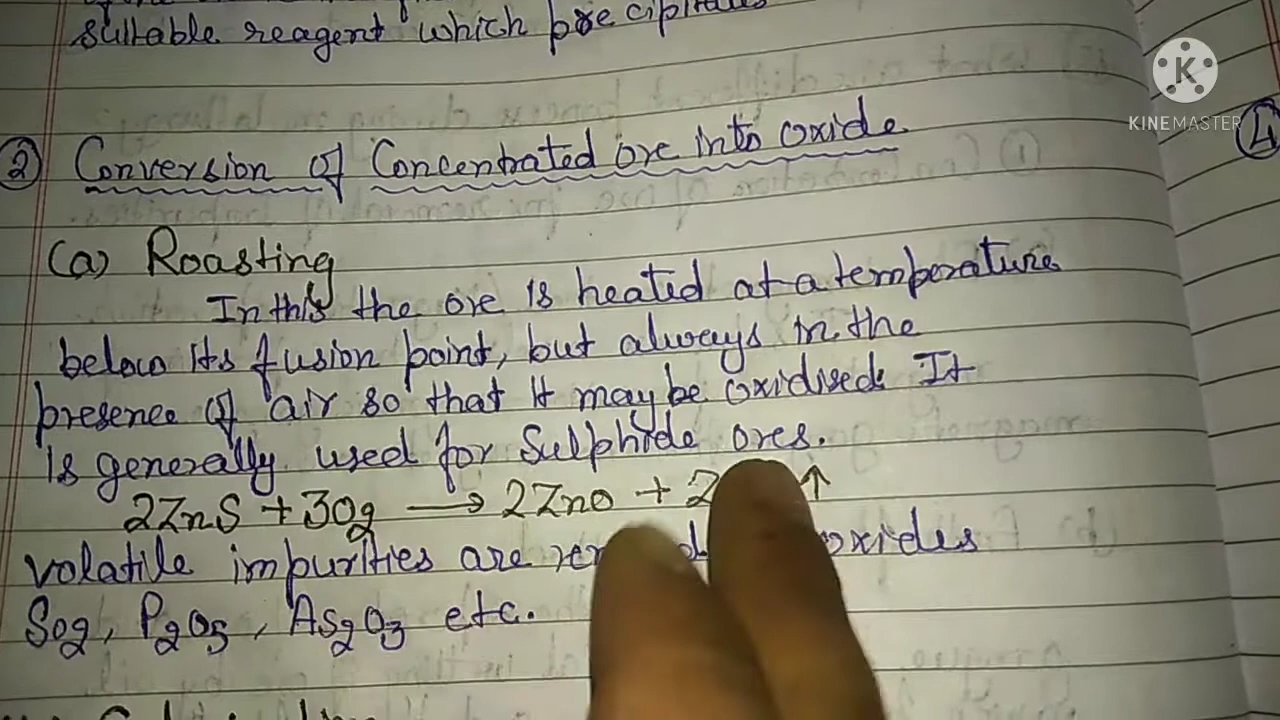 suitable reagent which precipitates
② Conversion of Concentrated ore into oxide
④
(a) Roasting
In this the ore is heated at a temperature
below its fusion point, but always in the
presence of air so that it may be oxidised. It
is generally used for Sulphide ores.
2ZnS + 3O2 → 2ZnO + 2 ↑
volatile impurities are oxides
SO2, P2O5, As2O3 etc.
KINEMASTER